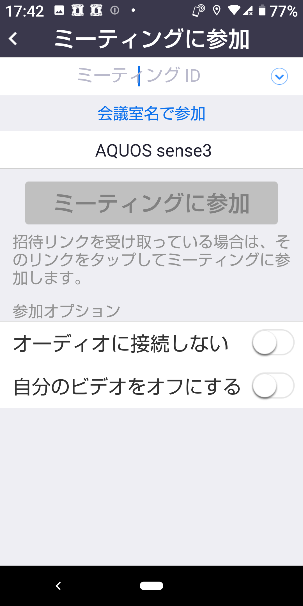 17:42 77%
ミーティングに参加
ミーティング ID
会議室名で参加
AQUOS sense3
ミーティングに参加
招待リンクを受け取っている場合は、そ
のリンクをタップしてミーティングに参
加します。
参加オプション
オーディオに接続しない
自分のビデオをオフにする